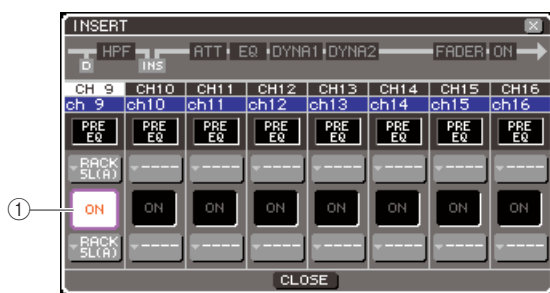 INSERT
HPF ATT EQ DYNA1 DYNA2 FADER ON
D INS
CH 9 CH10 CH11 CH12 CH13 CH14 CH15 CH16
ch 9 ch10 ch11 ch12 ch13 ch14 ch15 ch16
PRE EQ PRE EQ PRE EQ PRE EQ PRE EQ PRE EQ PRE EQ PRE EQ
RACK 5L(A) ---- ---- ---- ---- ---- ---- ----
① ON ON ON ON ON ON ON ON
RACK 5L(A) ---- ---- ---- ---- ---- ---- ----
CLOSE